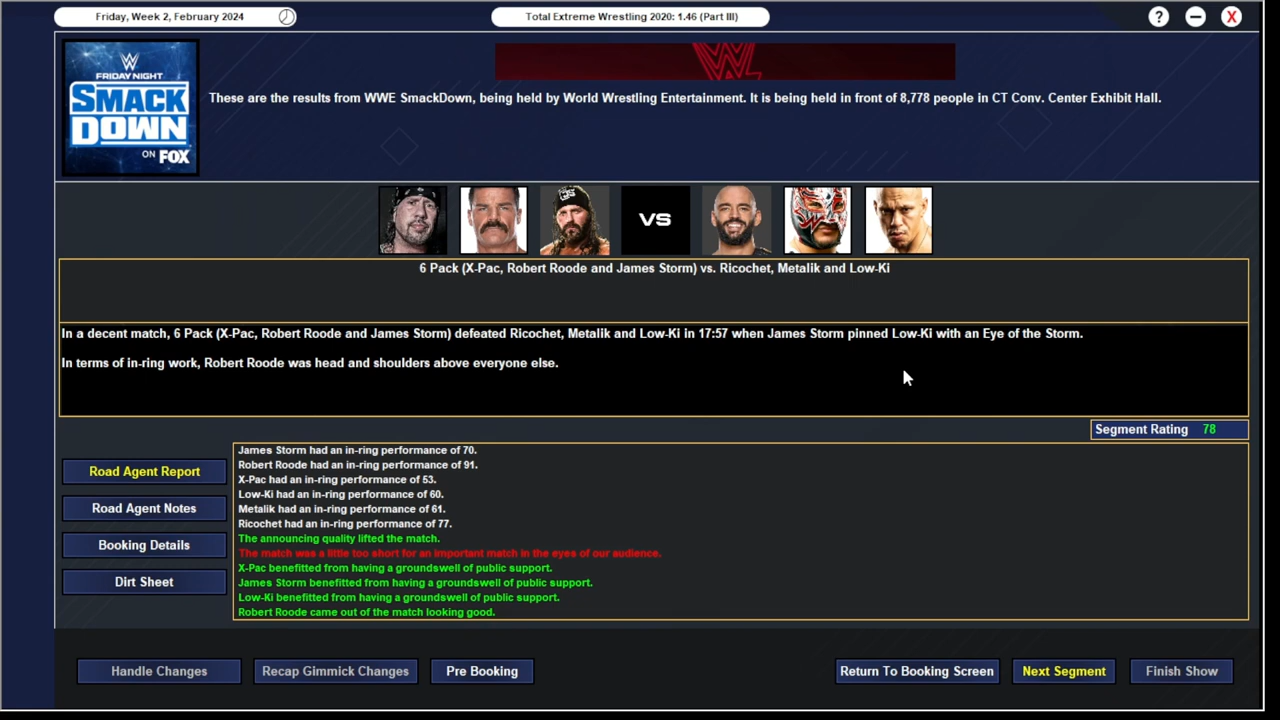 Friday, Week 2, February 2024
Total Extreme Wrestling 2020: 1.46 (Part III)
?
X
W
FRIDAY NIGHT
SMACK
DOWN
ON FOX
These are the results from WWE SmackDown, being held by World Wrestling Entertainment. It is being held in front of 8,778 people in CT Conv. Center Exhibit Hall.
VS
6 Pack (X-Pac, Robert Roode and James Storm) vs. Ricochet, Metalik and Low-Ki
In a decent match, 6 Pack (X-Pac, Robert Roode and James Storm) defeated Ricochet, Metalik and Low-Ki in 17:57 when James Storm pinned Low-Ki with an Eye of the Storm.
In terms of in-ring work, Robert Roode was head and shoulders above everyone else.
Segment Rating 78
Road Agent Report
Road Agent Notes
Booking Details
Dirt Sheet
James Storm had an in-ring performance of 70.
Robert Roode had an in-ring performance of 91.
X-Pac had an in-ring performance of 53.
Low-Ki had an in-ring performance of 60.
Metalik had an in-ring performance of 61.
Ricochet had an in-ring performance of 77.
The announcing quality lifted the match.
The match was a little too short for an important match in the eyes of our audience.
X-Pac benefitted from having a groundswell of public support.
James Storm benefitted from having a groundswell of public support.
Low-Ki benefitted from having a groundswell of public support.
Robert Roode came out of the match looking good.
Handle Changes
Recap Gimmick Changes
Pre Booking
Return To Booking Screen
Next Segment
Finish Show